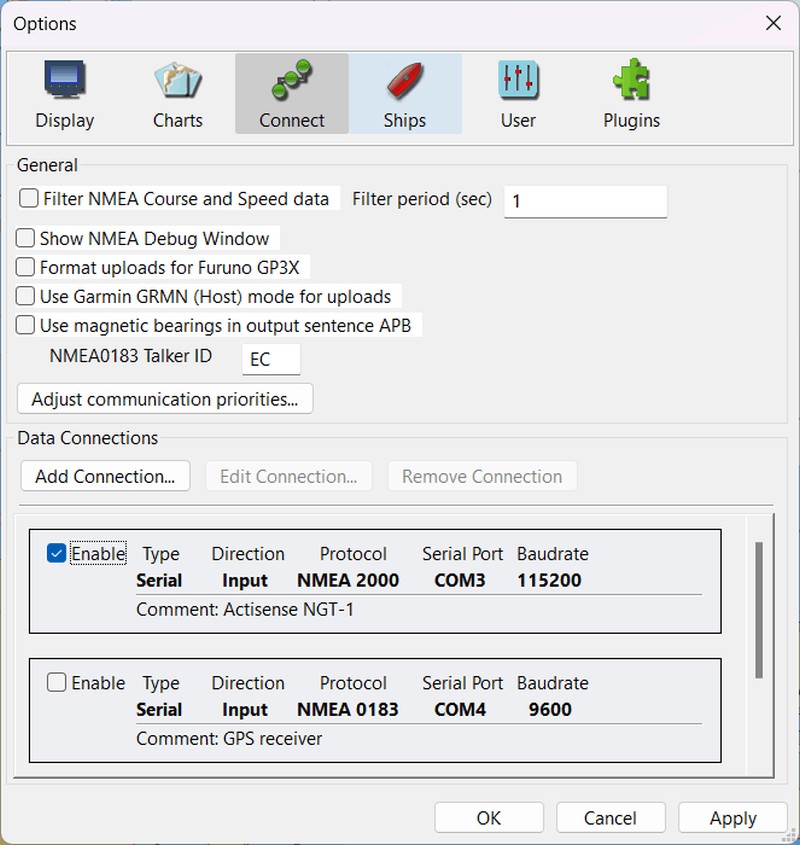 Options
Display Charts Connect Ships User Plugins
General
Filter NMEA Course and Speed data Filter period (sec) 1
Show NMEA Debug Window
Format uploads for Furuno GP3X
Use Garmin GRMN (Host) mode for uploads
Use magnetic bearings in output sentence APB
NMEA0183 Talker ID EC
Adjust communication priorities...
Data Connections
Add Connection... Edit Connection... Remove Connection
Enable Type Direction Protocol Serial Port Baudrate
Serial Input NMEA 2000 COM3 115200
Comment: Actisense NGT-1
Enable Type Direction Protocol Serial Port Baudrate
Serial Input NMEA 0183 COM4 9600
Comment: GPS receiver
OK Cancel Apply